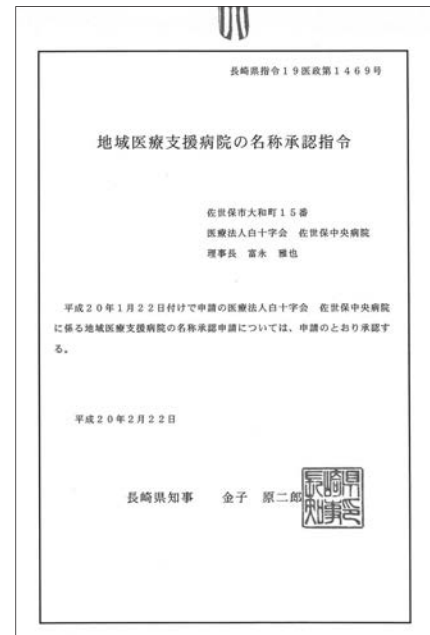 長崎県指令19医政第1469号
地域医療支援病院の名称承認指令
佐世保市大和町15番
医療法人白十字会　佐世保中央病院
理事長　富永　雅也
平成20年1月22日付けで申請の医療法人白十字会　佐世保中央病院
に係る地域医療支援病院の名称承認申請については、申請のとおり承認す
る。
平成20年2月22日
長崎県知事　金子　原二郎
長崎県知事印